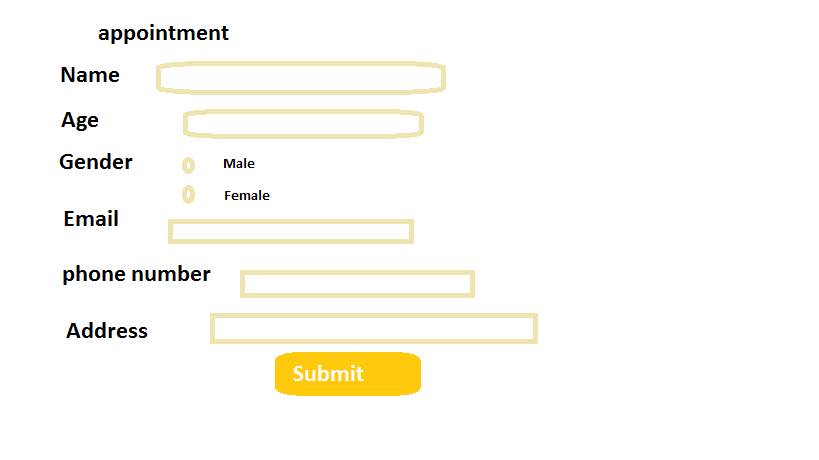 appointment
Name
Age
Gender
Male
Female
Email
phone number
Address
Submit